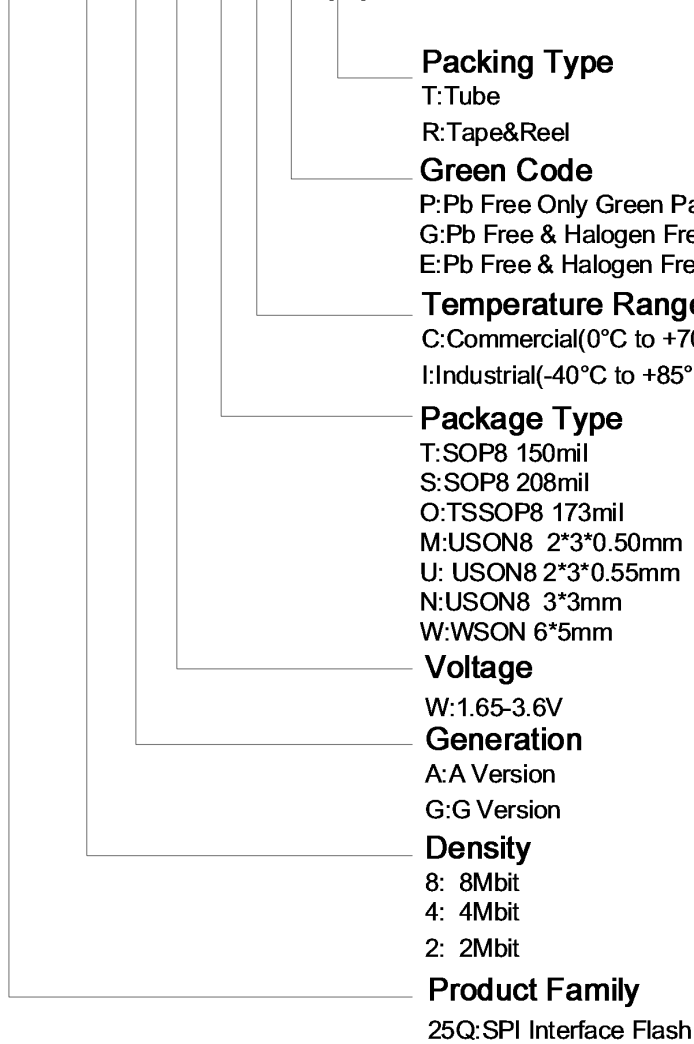 Packing Type
T:Tube
R:Tape&Reel
Green Code
P:Pb Free Only Green
G:Pb Free & Halogen
E:Pb Free & Halogen
Temperature
C:Commercial(0°C to
I:Industrial(-40°C to +85°
Package Type
T:SOP8 150mil
S:SOP8 208mil
O:TSSOP8 173mil
M:USON8 2*3*0.50mm
U: USON8 2*3*0.55mm
N:USON8 3*3mm
W:WSON 6*5mm
Voltage
W:1.65-3.6V
Generation
A:A Version
G:G Version
Density
8: 8Mbit
4: 4Mbit
2: 2Mbit
Product Family
25Q:SPI Interface Flash